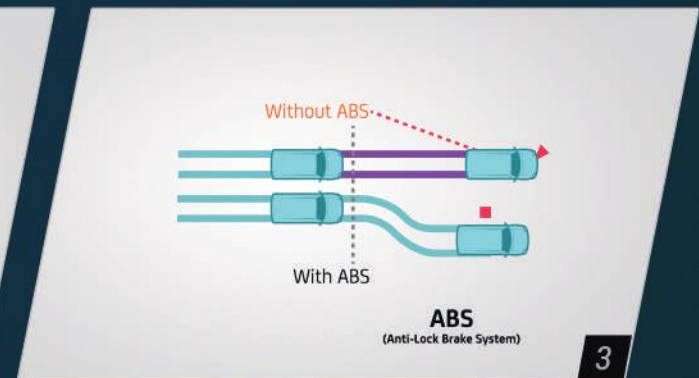 Without ABS
With ABS
ABS
(Anti-Lock Brake System)
3